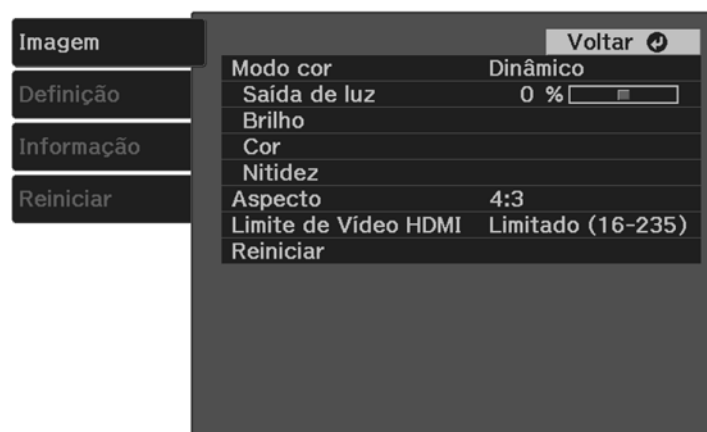 Imagem
Definição
Informação
Reiniciar
Voltar
Modo cor Dinâmico
Saída de luz 0 %
Brilho
Cor
Nitidez
Aspecto 4:3
Limite de Vídeo HDMI Limitado (16-235)
Reiniciar